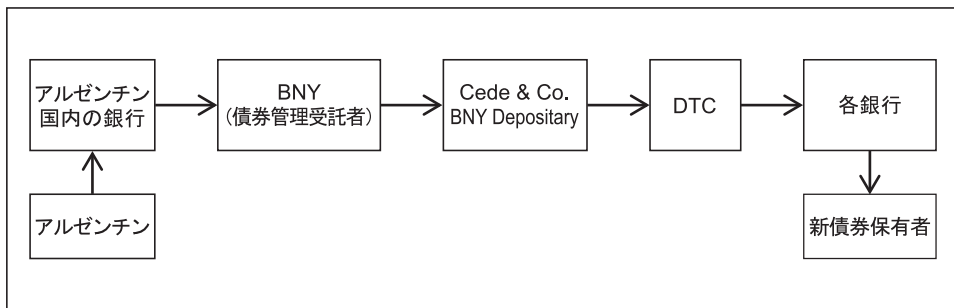 アルゼンチン
国内の銀行
BNY
(債券管理受託者)
Cede & Co.
BNY Depositary
DTC
各銀行
アルゼンチン
新債券保有者